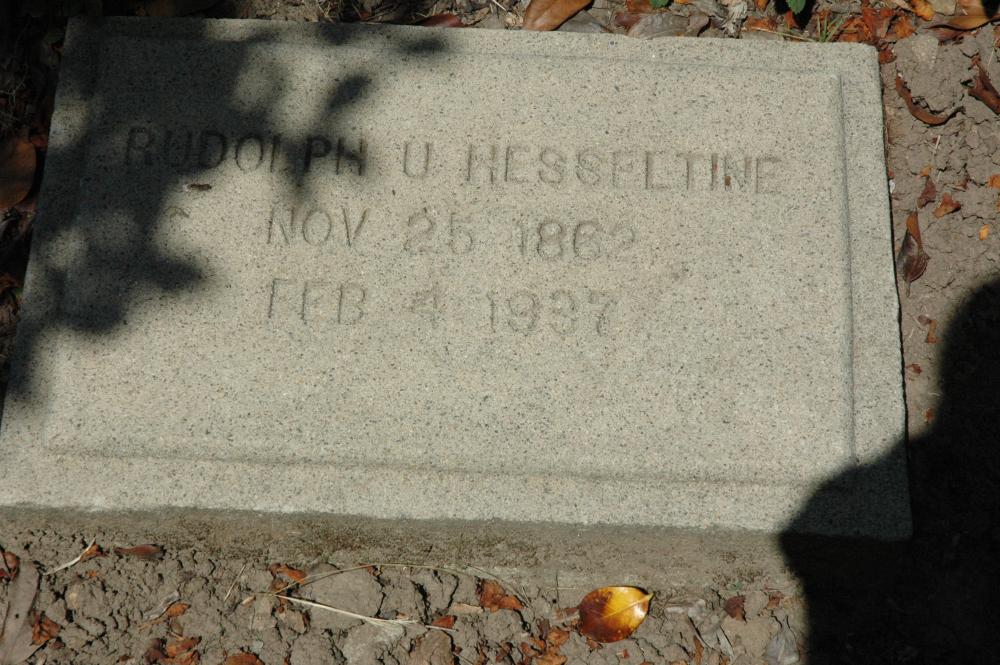 RUDOLPH U HESSELTINE
NOV 25 1862
FEB 4 1937